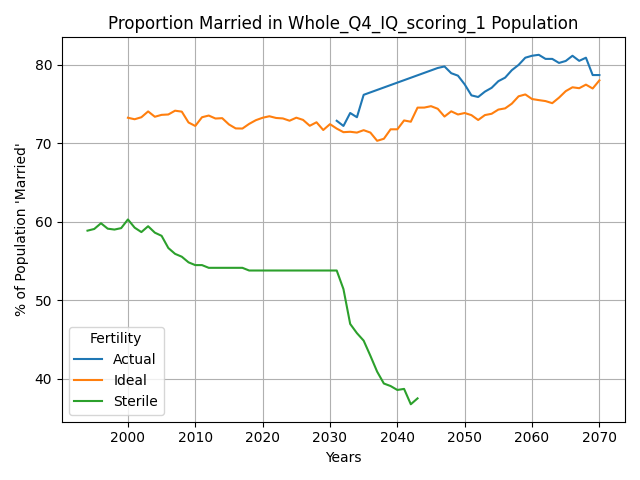 Proportion Married in Whole_Q4_IQ_scoring_1 Population
% of Population 'Married'
80
70
60
50
40
Fertility
Actual
Ideal
Sterile
2000 2010 2020 2030 2040 2050 2060 2070
Years